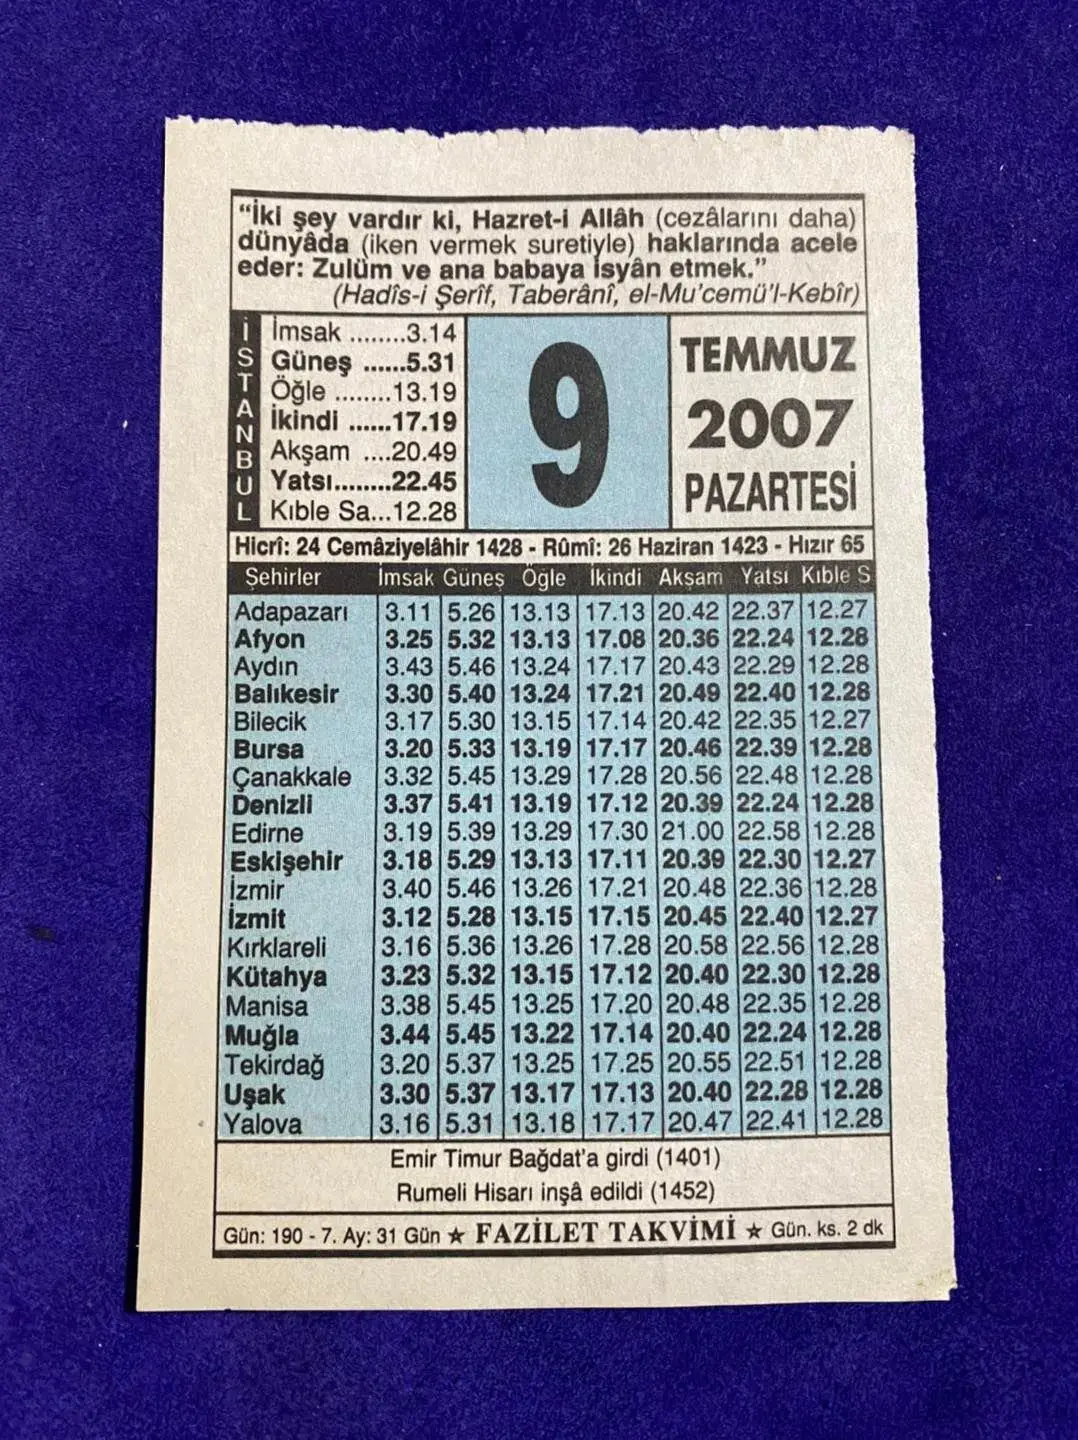 “İki şey vardır ki, Hazret-i Allâh (cezâlarını daha)
dünyâda (iken vermek suretiyle) haklarında acele
eder: Zulüm ve ana babaya isyân etmek.”
(Hadîs-i Şerîf, Taberânî, el-Mu'cemü'l-Kebîr)
İSTANBUL
İmsak ........3.14
Güneş ......5.31
Öğle ........13.19
İkindi ......17.19
Akşam ....20.49
Yatsı........22.45
Kıble Sa...12.28
9
TEMMUZ
2007
PAZARTESİ
Hicrî: 24 Cemâziyelâhir 1428 - Rûmî: 26 Haziran 1423 - Hızır 65
Şehirler İmsak Güneş Ögle İkindi Akşam Yatsı Kıble S
Adapazarı 3.11 5.26 13.13 17.13 20.42 22.37 12.27
Afyon 3.25 5.32 13.13 17.08 20.36 22.24 12.28
Aydın 3.43 5.46 13.24 17.17 20.43 22.29 12.28
Balıkesir 3.30 5.40 13.24 17.21 20.49 22.40 12.28
Bilecik 3.17 5.30 13.15 17.14 20.42 22.35 12.27
Bursa 3.20 5.33 13.19 17.17 20.46 22.39 12.28
Çanakkale 3.32 5.45 13.29 17.28 20.56 22.48 12.28
Denizli 3.37 5.41 13.19 17.12 20.39 22.24 12.28
Edirne 3.19 5.39 13.29 17.30 21.00 22.58 12.28
Eskişehir 3.18 5.29 13.13 17.11 20.39 22.30 12.27
İzmir 3.40 5.46 13.26 17.21 20.48 22.36 12.28
İzmit 3.12 5.28 13.15 17.15 20.45 22.40 12.27
Kırklareli 3.16 5.36 13.26 17.28 20.58 22.56 12.28
Kütahya 3.23 5.32 13.15 17.12 20.40 22.30 12.28
Manisa 3.38 5.45 13.25 17.20 20.48 22.35 12.28
Muğla 3.44 5.45 13.22 17.14 20.40 22.24 12.28
Tekirdağ 3.20 5.37 13.25 17.25 20.55 22.51 12.28
Uşak 3.30 5.37 13.17 17.13 20.40 22.28 12.28
Yalova 3.16 5.31 13.18 17.17 20.47 22.41 12.28
Emir Timur Bağdat'a girdi (1401)
Rumeli Hisarı inşâ edildi (1452)
Gün: 190 - 7. Ay: 31 Gün ★ FAZİLET TAKVİMİ ★ Gün. ks. 2 dk